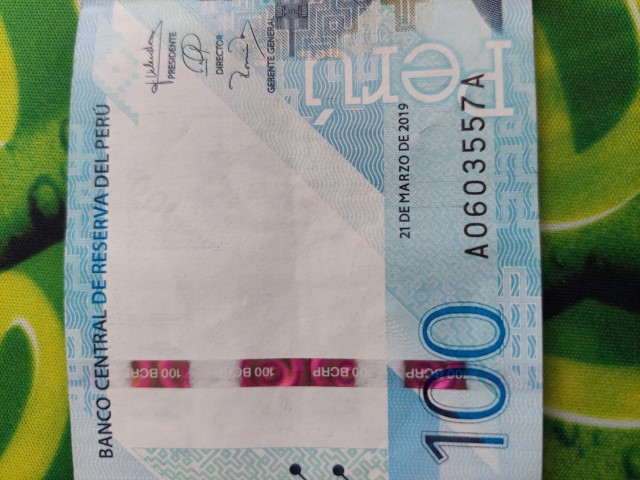 BANCO CENTRAL DE RESERVA DEL PERÚ
100 BCRP
PRESIDENTE
DIRECTOR
100 BC
GERENTE GENERAL
BCRP
21 DE MARZO DE 2019
100 BCRP
100
A0603557A
Perú